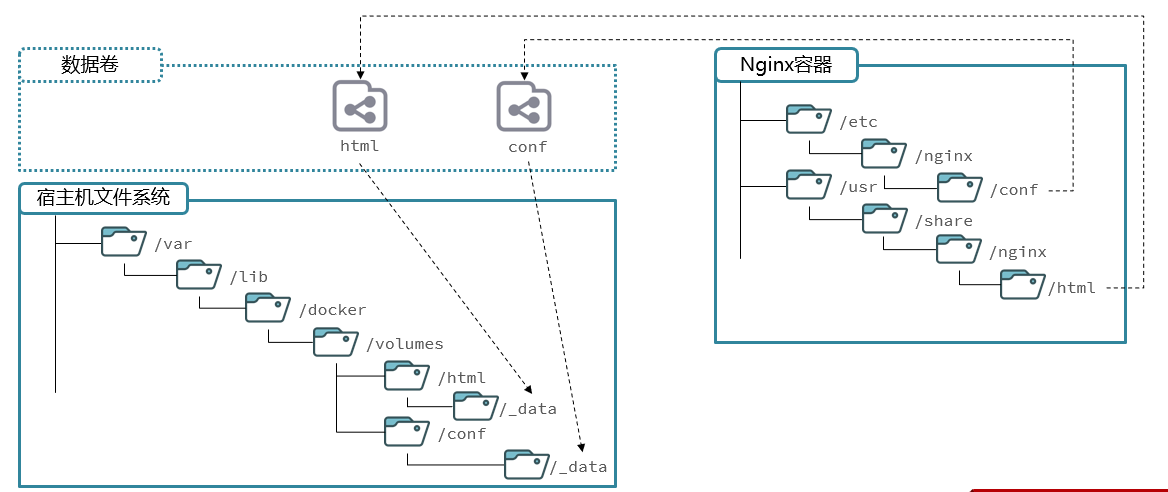 数据卷
html
conf
宿主机文件系统
/var
/lib
/docker
/volumes
/html
/_data
/conf
/_data
Nginx容器
/etc
/nginx
/conf
/usr
/share
/nginx
/html